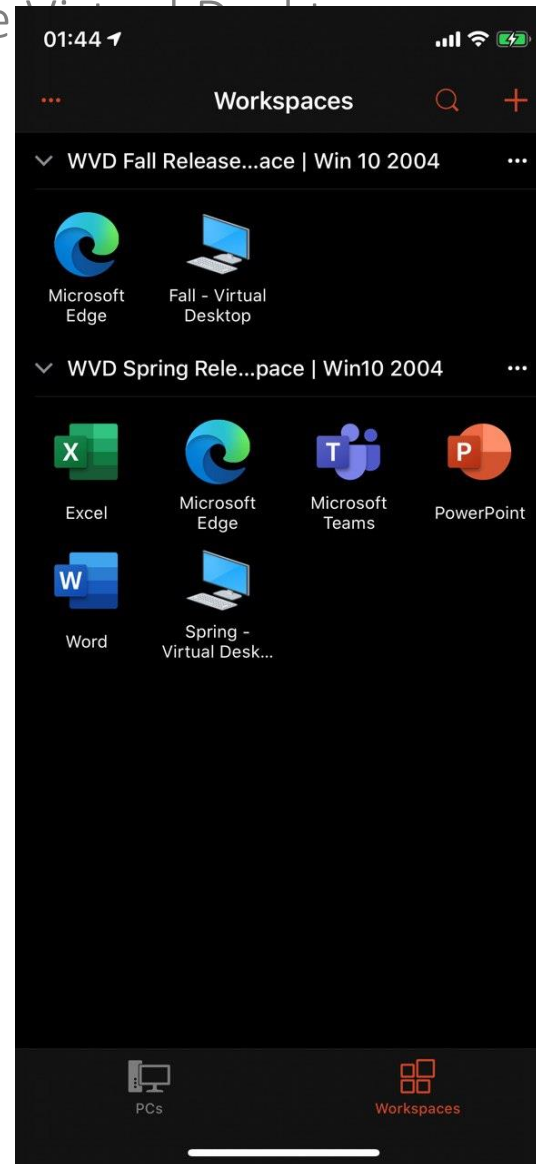 01:44
Workspaces
WVD Fall Release...ace | Win 10 2004
Microsoft
Edge
Fall - Virtual
Desktop
WVD Spring Rele...pace | Win10 2004
X
T
P
Excel
Microsoft
Edge
Microsoft
Teams
PowerPoint
W
Word
Spring -
Virtual Desk...
PCs
Workspaces